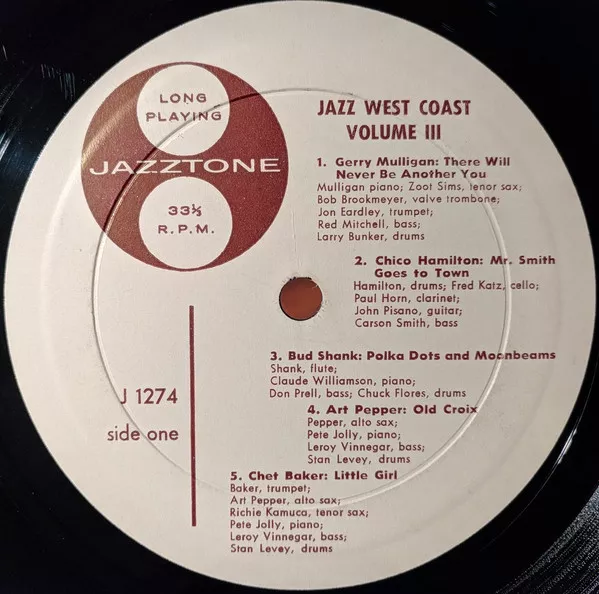 LONG
PLAYING
JAZZTONE
33⅓
R.P.M.
JAZZ WEST COAST
VOLUME III
1. Gerry Mulligan: There Will
Never Be Another You
Mulligan piano; Zoot Sims, tenor sax;
Bob Brookmeyer, valve trombone;
Jon Eardley, trumpet;
Red Mitchell, bass;
Larry Bunker, drums
2. Chico Hamilton: Mr. Smith
Goes to Town
Hamilton, drums; Fred Katz, cello;
Paul Horn, clarinet;
John Pisano, guitar;
Carson Smith, bass
3. Bud Shank: Polka Dots and Moonbeams
Shank, flute;
Claude Williamson, piano;
Don Prell, bass; Chuck Flores, drums
J 1274
side one
4. Art Pepper: Old Croix
Pepper, alto sax;
Pete Jolly, piano;
Leroy Vinnegar, bass;
Stan Levey, drums
5. Chet Baker: Little Girl
Baker, trumpet;
Art Pepper, alto sax;
Richie Kamuca, tenor sax;
Pete Jolly, piano;
Leroy Vinnegar, bass;
Stan Levey, drums